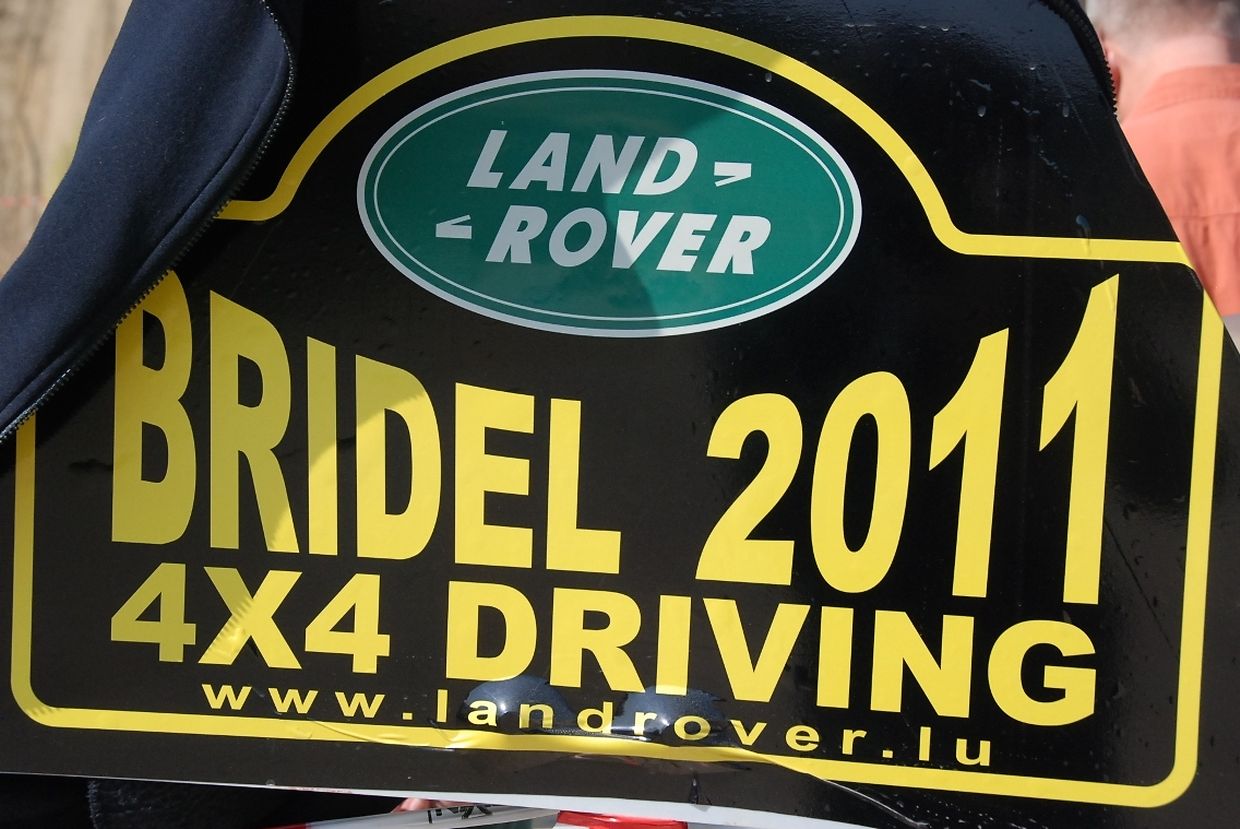 LAND
ROVER
BRIDEL 2011
4X4 DRIVING
www.landrover.lu